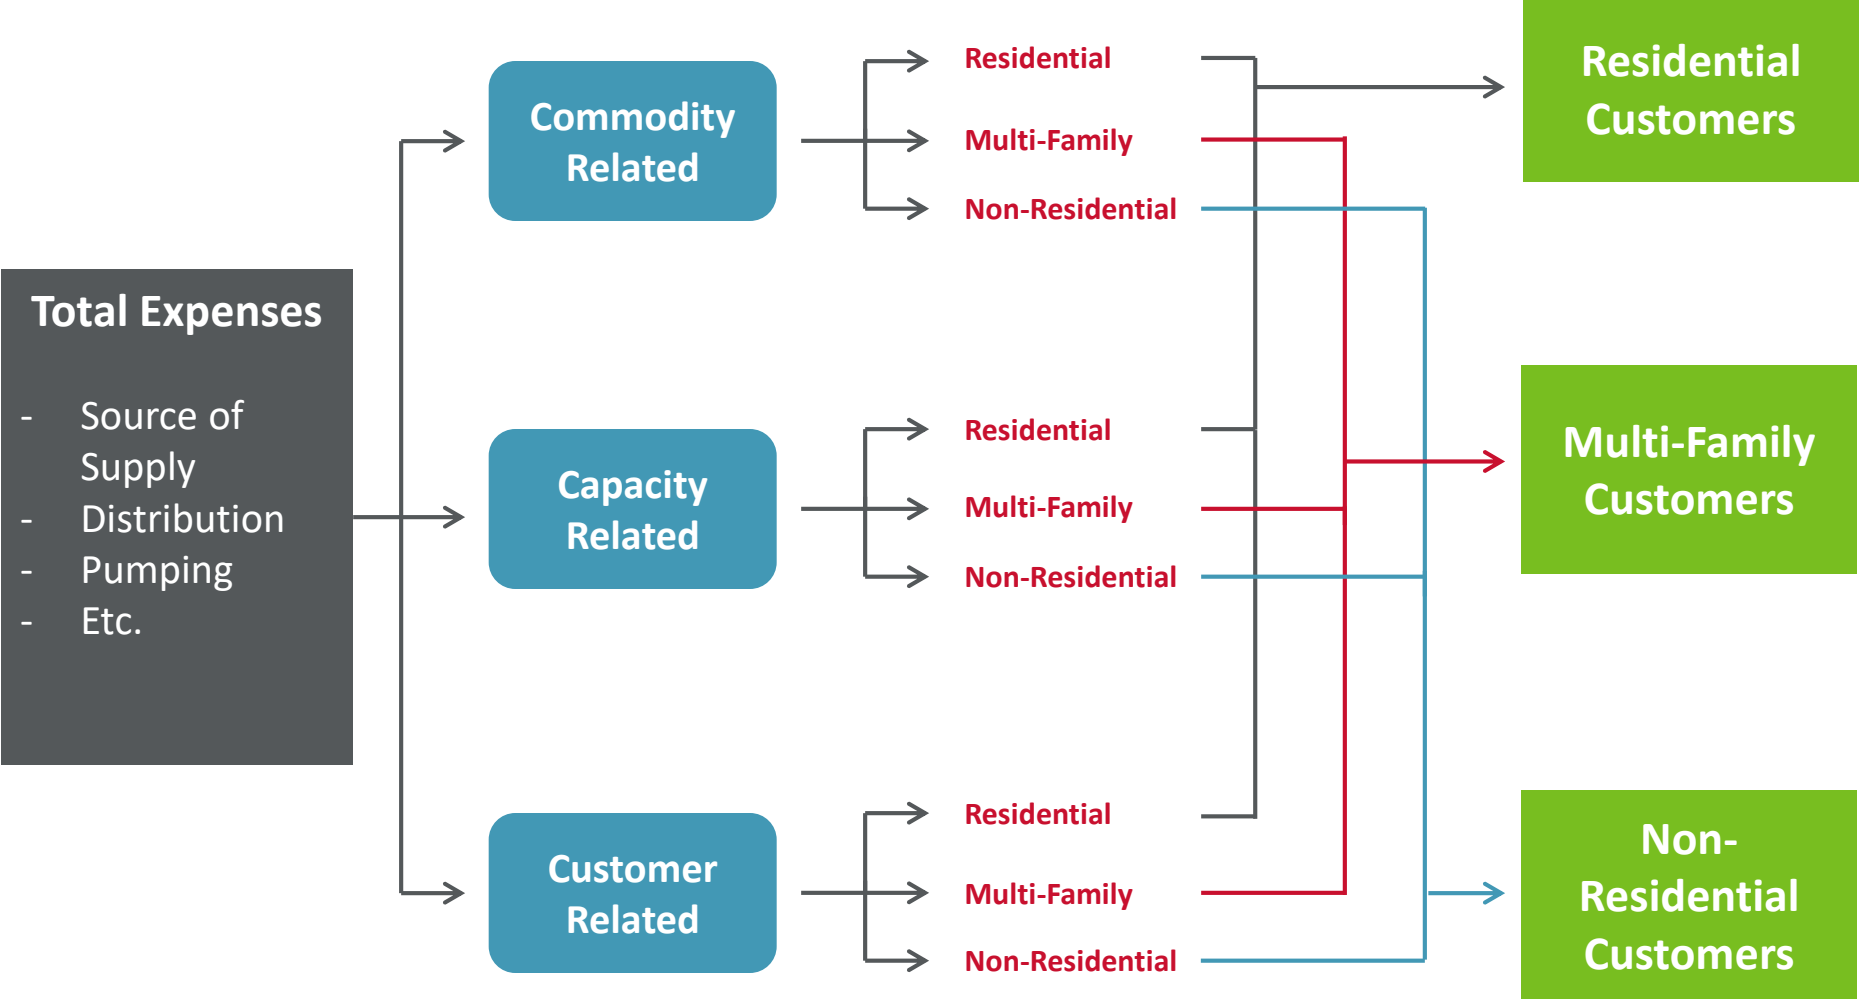 Total Expenses
- Source of
Supply
- Distribution
- Pumping
- Etc.
Commodity
Related
Residential
Multi-Family
Non-Residential
Capacity
Related
Residential
Multi-Family
Non-Residential
Customer
Related
Residential
Multi-Family
Non-Residential
Residential
Customers
Multi-Family
Customers
Non-
Residential
Customers